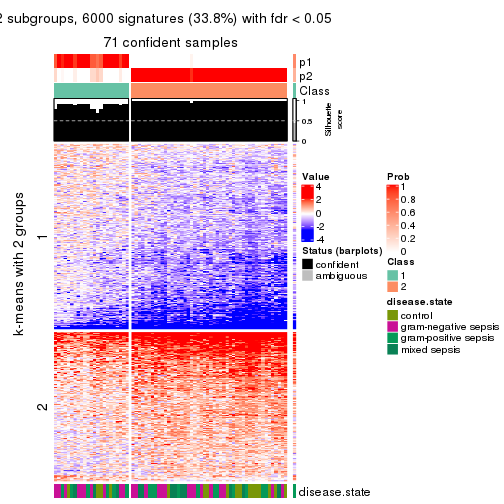 2 subgroups, 6000 signatures (33.8%) with fdr < 0.05
71 confident samples
p1
p2
Class
1
0.5
0
Silhouette
score
k-means with 2 groups
1
2
Value
4
2
0
-2
-4
Status (barplots)
confident
ambiguous
Prob
1
0.8
0.6
0.4
0.2
0
Class
1
2
disease.state
control
gram-negative sepsis
gram-positive sepsis
mixed sepsis
disease.state